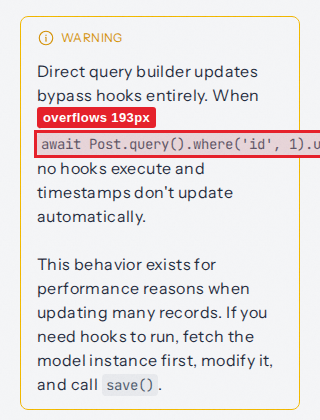 WARNING
Direct query builder updates
bypass hooks entirely. When
overflows 193px
await Post.query().where('id', 1).u
no hooks execute and
timestamps don't update
automatically.
This behavior exists for
performance reasons when
updating many records. If you
need hooks to run, fetch the
model instance first, modify it,
and call save().